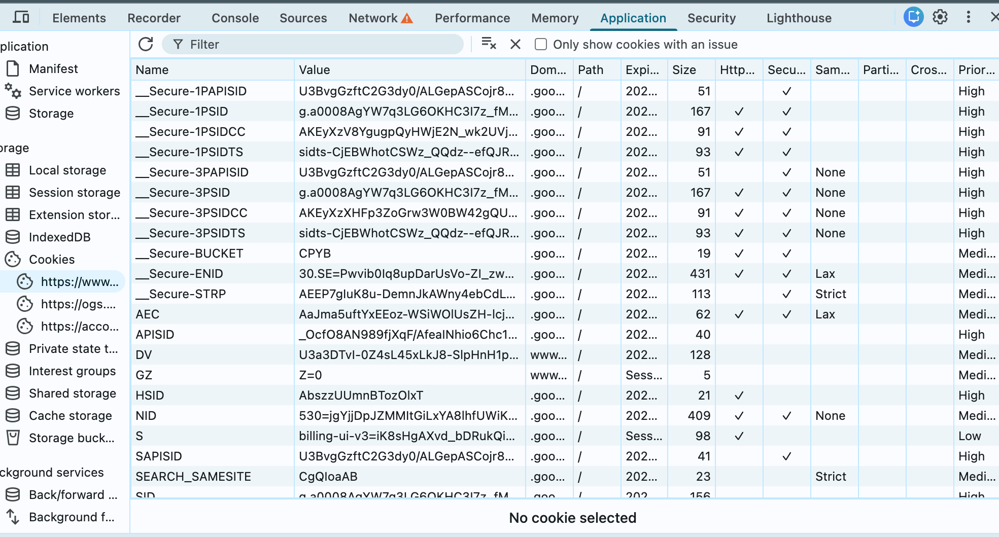 Elements Recorder Console Sources Network Performance Memory Application Security Lighthouse
plication
Manifest
Service workers
Storage
orage
Local storage
Session storage
Extension stor...
IndexedDB
Cookies
https://www...
https://ogs....
https://acco...
Private state t...
Interest groups
Shared storage
Cache storage
Storage buck...
ckground services
Back/forward ...
Background f...
Filter Only show cookies with an issue
Name Value Dom... Path Expi... Size Http... Secu... Sam... Parti... Cros... Prior...
__Secure-1PAPISID U3BvgGzftC2G3dy0/ALGepASCojr8... .goo... / 202... 51 ✓ High
__Secure-1PSID g.a0008AgYW7q3LG6OKHC3I7z_fM... .goo... / 202... 167 ✓ ✓ High
__Secure-1PSIDCC AKEyXzV8YgugpQyHWjE2N_wk2UVj... .goo... / 202... 91 ✓ ✓ High
__Secure-1PSIDTS sidts-CjEBWhotCSWz_QQdz--efQJR... .goo... / 202... 93 ✓ ✓ High
__Secure-3PAPISID U3BvgGzftC2G3dy0/ALGepASCojr8... .goo... / 202... 51 ✓ None High
__Secure-3PSID g.a0008AgYW7q3LG6OKHC3I7z_fM... .goo... / 202... 167 ✓ ✓ None High
__Secure-3PSIDCC AKEyXzXHFp3ZoGrw3W0BW42gQU... .goo... / 202... 91 ✓ ✓ None High
__Secure-3PSIDTS sidts-CjEBWhotCSWz_QQdz--efQJR... .goo... / 202... 93 ✓ ✓ None High
__Secure-BUCKET CPYB .goo... / 202... 19 ✓ ✓ Medi...
__Secure-ENID 30.SE=Pwvib0Iq8upDarUsVo-ZI_zw... .goo... / 202... 431 ✓ ✓ Lax Medi...
__Secure-STRP AEEP7gluK8u-DemnJkAWny4ebCdL... .goo... / 202... 113 ✓ Strict Medi...
AEC AaJma5uftYxEEoz-WSiWOlUsZH-lcj... .goo... / 202... 62 ✓ ✓ Lax Medi...
APISID _OcfO8AN989fjXqF/AfeaINhio6Chc1... .goo... / 202... 40 High
DV U3a3DTvI-0Z4sL45xLkJ8-SlpHnH1p... www... / 202... 128 Medi...
GZ Z=0 www... / Sess... 5 Medi...
HSID AbszzUUmnBTozOlxT .goo... / 202... 21 ✓ High
NID 530=jgYjjDpJZMMItGiLxYA8lhfUWiK... .goo... / 202... 409 ✓ ✓ None Medi...
S billing-ui-v3=iK8sHgAXvd_bDRukQi... .goo... / Sess... 98 ✓ Low
SAPISID U3BvgGzftC2G3dy0/ALGepASCojr8... .goo... / 202... 41 ✓ High
SEARCH_SAMESITE CgQIoaAB .goo... / 202... 23 Strict Medi...
SID g.a0008AgYW7q3LG6OKHC3I7z_fM... .goo... / 202... 156 High
No cookie selected